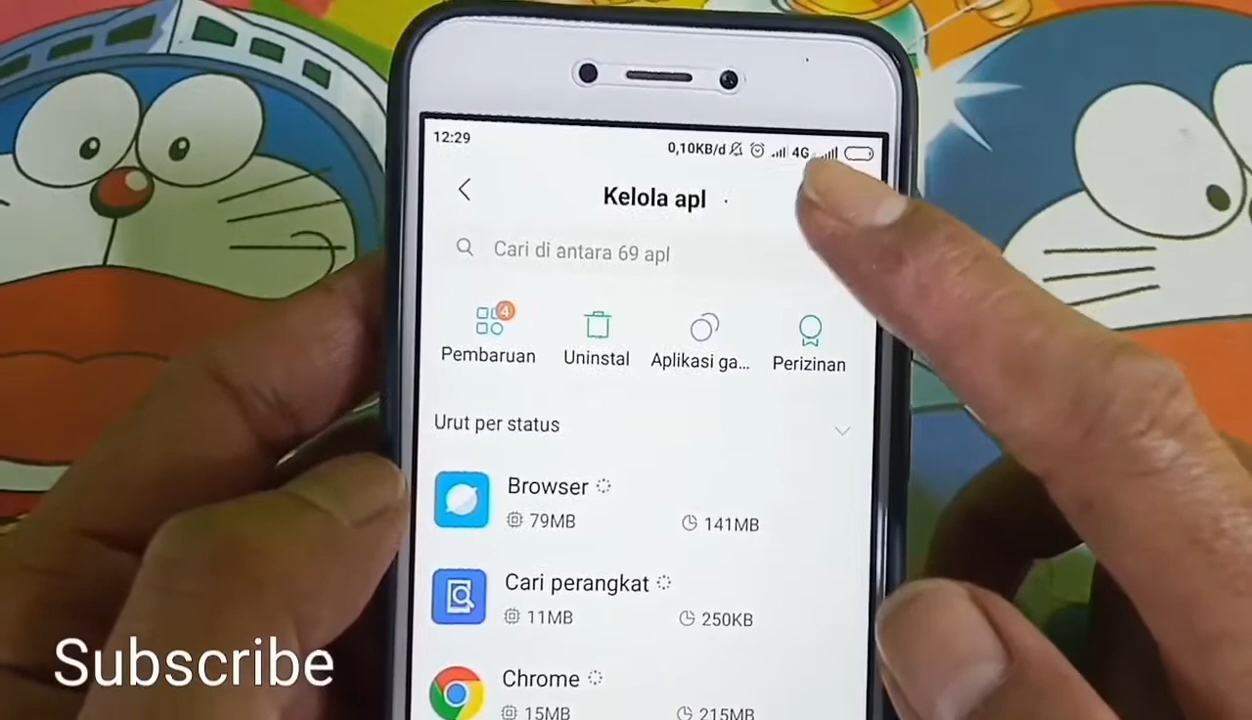 12:29
0,10KB/d 4G
Kelola apl
Cari di antara 69 apl
4
Pembaruan Uninstal Aplikasi ga... Perizinan
Urut per status
Browser
79MB 141MB
Cari perangkat
11MB 250KB
Chrome
15MB 215MB
Subscribe